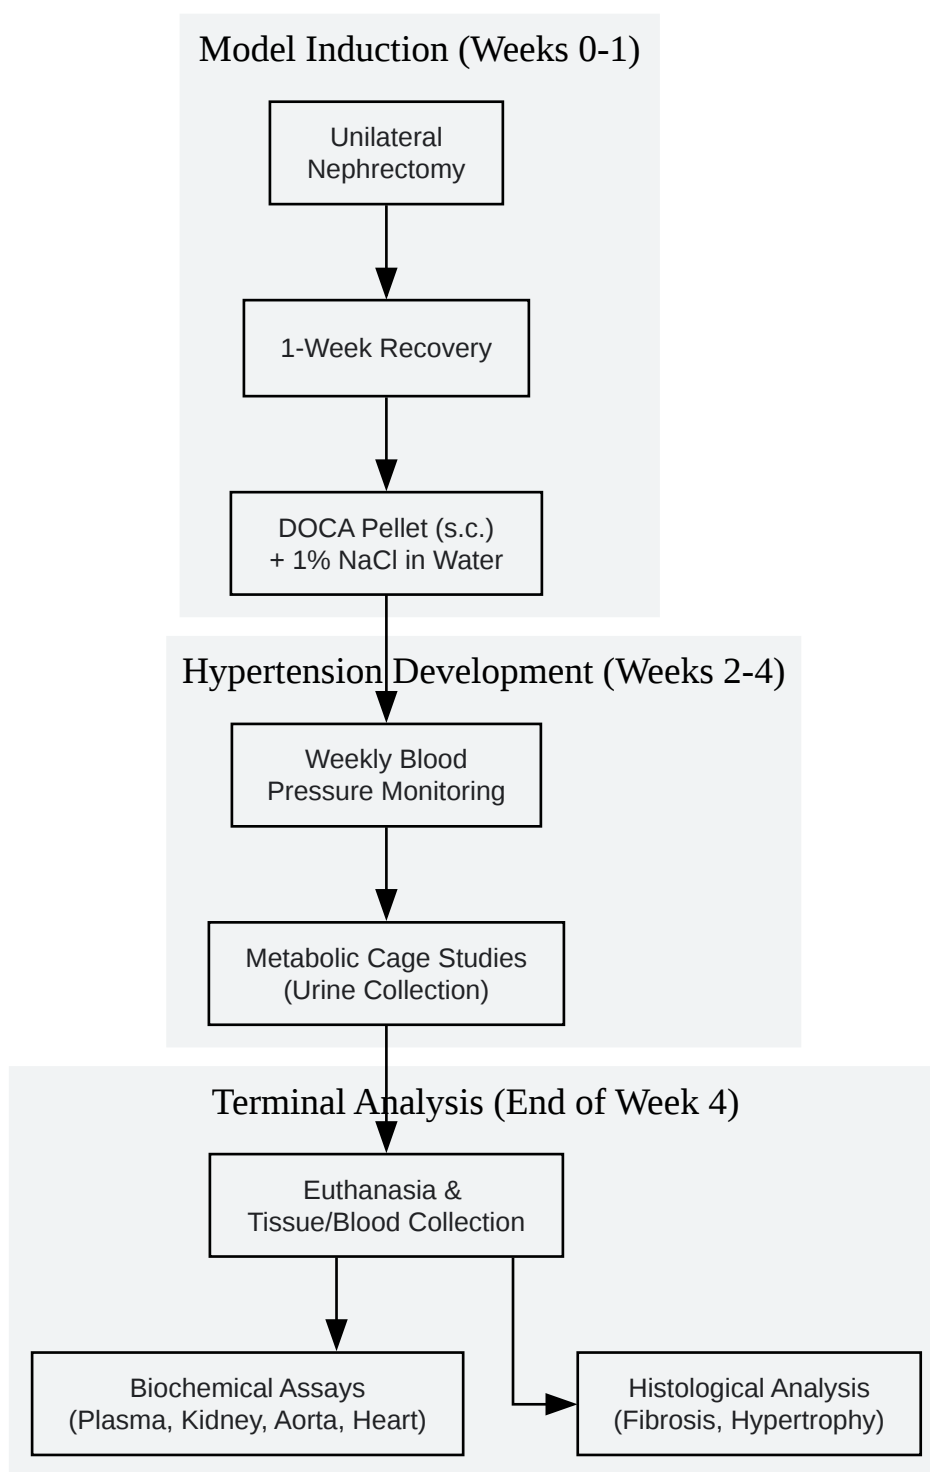 Model Induction (Weeks 0-1)
Unilateral
Nephrectomy
1-Week Recovery
DOCA Pellet (s.c.)
+ 1% NaCl in Water
Hypertension Development (Weeks 2-4)
Weekly Blood
Pressure Monitoring
Metabolic Cage Studies
(Urine Collection)
Terminal Analysis (End of Week 4)
Euthanasia &
Tissue/Blood Collection
Biochemical Assays
(Plasma, Kidney, Aorta, Heart)
Histological Analysis
(Fibrosis, Hypertrophy)